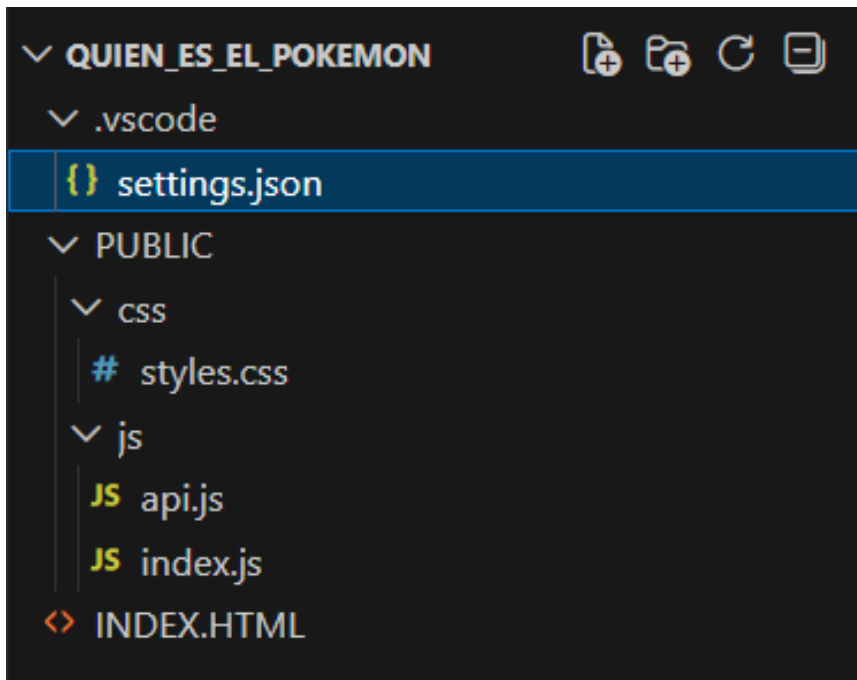 QUIEN_ES_EL_POKEMON
.vscode
{} settings.json
PUBLIC
css
# styles.css
js
JS api.js
JS index.js
<> INDEX.HTML